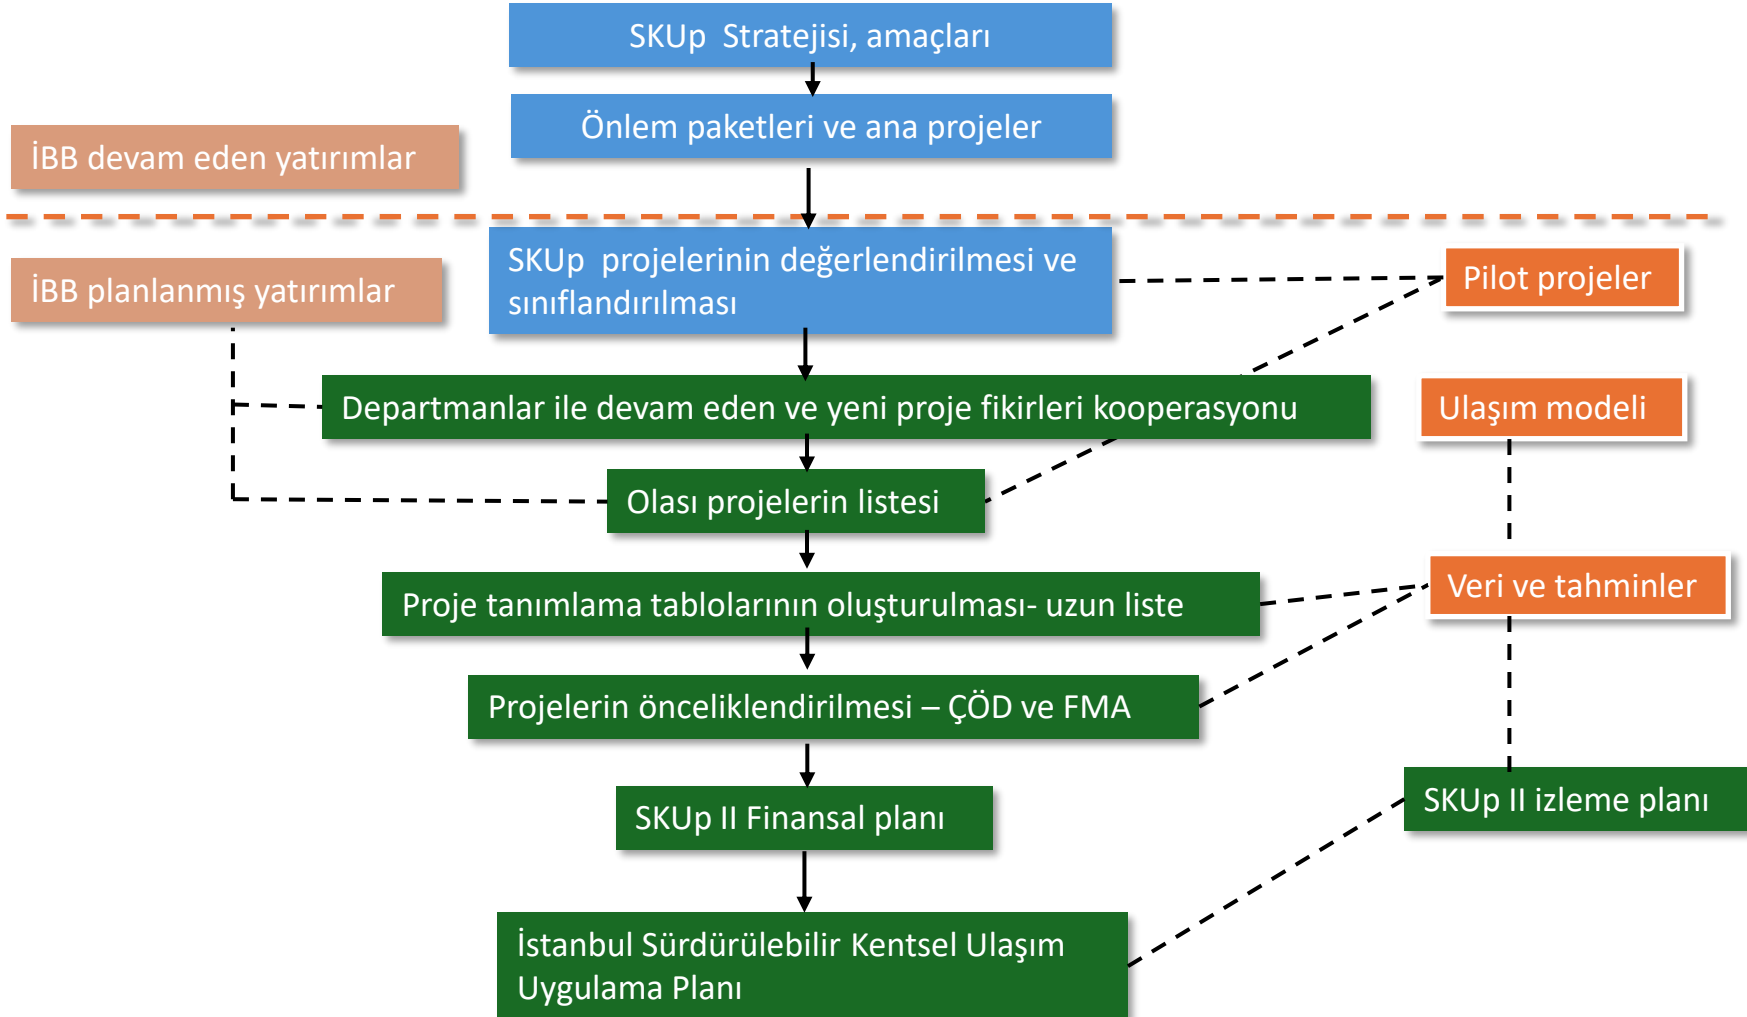 SKUp Stratejisi, amaçları
Önlem paketleri ve ana projeler
İBB devam eden yatırımlar
SKUp projelerinin değerlendirilmesi ve
sınıflandırılması
İBB planlanmış yatırımlar
Pilot projeler
Departmanlar ile devam eden ve yeni proje fikirleri kooperasyonu
Ulaşım modeli
Olası projelerin listesi
Proje tanımlama tablolarının oluşturulması- uzun liste
Veri ve tahminler
Projelerin önceliklendirilmesi – ÇÖD ve FMA
SKUp II Finansal planı
SKUp II izleme planı
İstanbul Sürdürülebilir Kentsel Ulaşım
Uygulama Planı